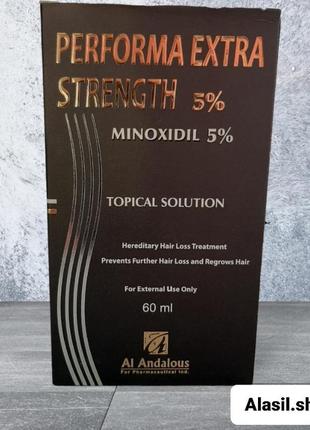 PERFORMA EXTRA
STRENGTH 5%
MINOXIDIL 5%
TOPICAL SOLUTION
Hereditary Hair Loss Treatment
Prevents Further Hair Loss and Regrows Hair
For External Use Only
60 ml
Al Andalous
For Pharmaceutical Ind.
Alasil.sh